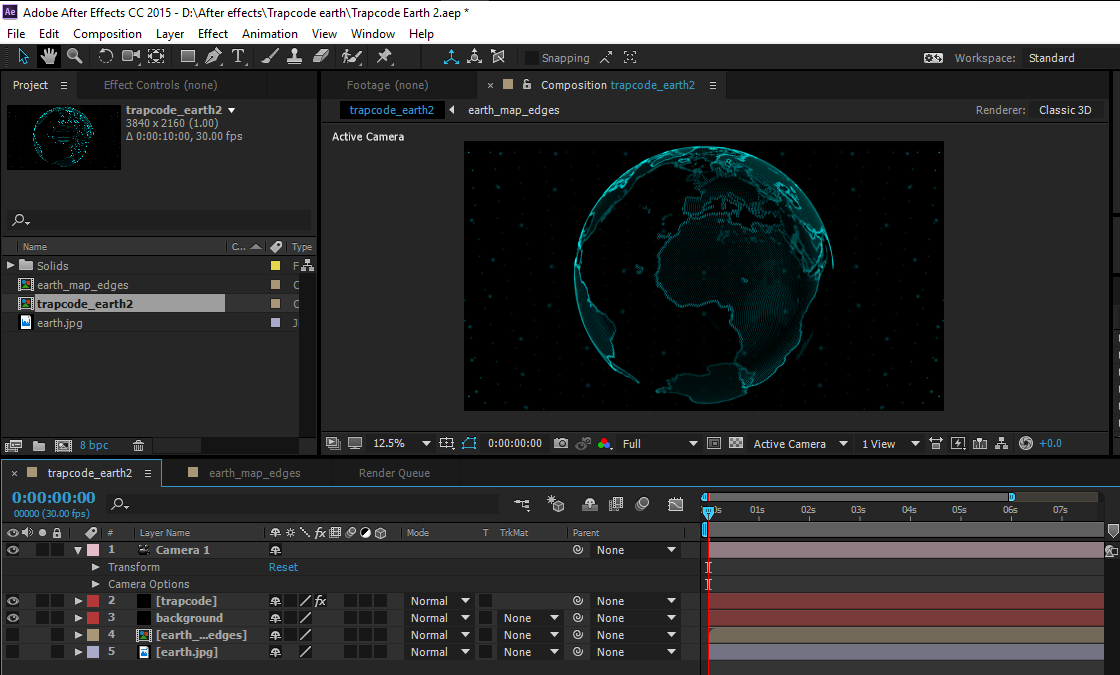 Ae Adobe After Effects CC 2015 - D:\After effects\Trapcode earth\Trapcode Earth 2.aep *
File Edit Composition Layer Effect Animation View Window Help
T Snapping Workspace: Standard
Project Effect Controls (none) Footage (none) × Composition trapcode_earth2
trapcode_earth2
3840 x 2160 (1.00)
Δ 0:00:10:00, 30.00 fps
trapcode_earth2 earth_map_edges Renderer: Classic 3D
Active Camera
Name C... Type
Solids F
earth_map_edges C
trapcode_earth2 C
earth.jpg J
8 bpc 12.5% 0:00:00:00 Full Active Camera 1 View +0.0
× trapcode_earth2 earth_map_edges Render Queue
0:00:00:00
00000 (30.00 fps)
0s 01s 02s 03s 04s 05s 06s 07s
# Layer Name fx Mode T TrkMat Parent
1 Camera 1 None
Transform Reset
Camera Options
2 [trapcode] fx Normal None
3 background Normal None None
4 [earth_...edges] Normal None None
5 [earth.jpg] Normal None None